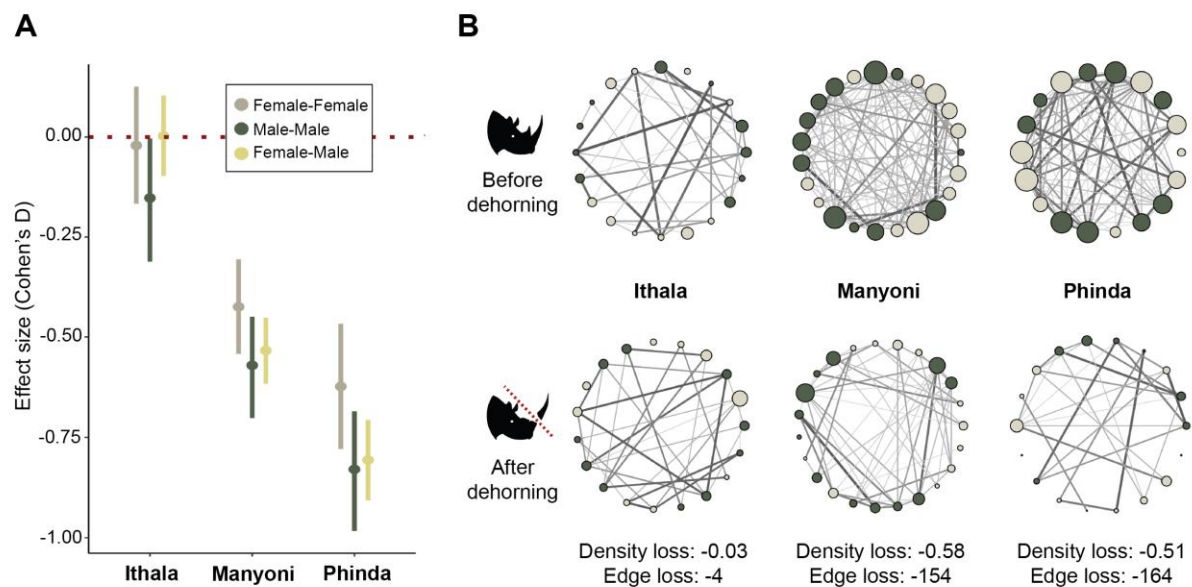 A
Effect size (Cohen's D)
0.00
-0.25
-0.50
-0.75
-1.00
Female-Female
Male-Male
Female-Male
Ithala Manyoni Phinda
B
Before
dehorning
Ithala Manyoni Phinda
After
dehorning
Density loss: -0.03 Density loss: -0.58 Density loss: -0.51
Edge loss: -4 Edge loss: -154 Edge loss: -164